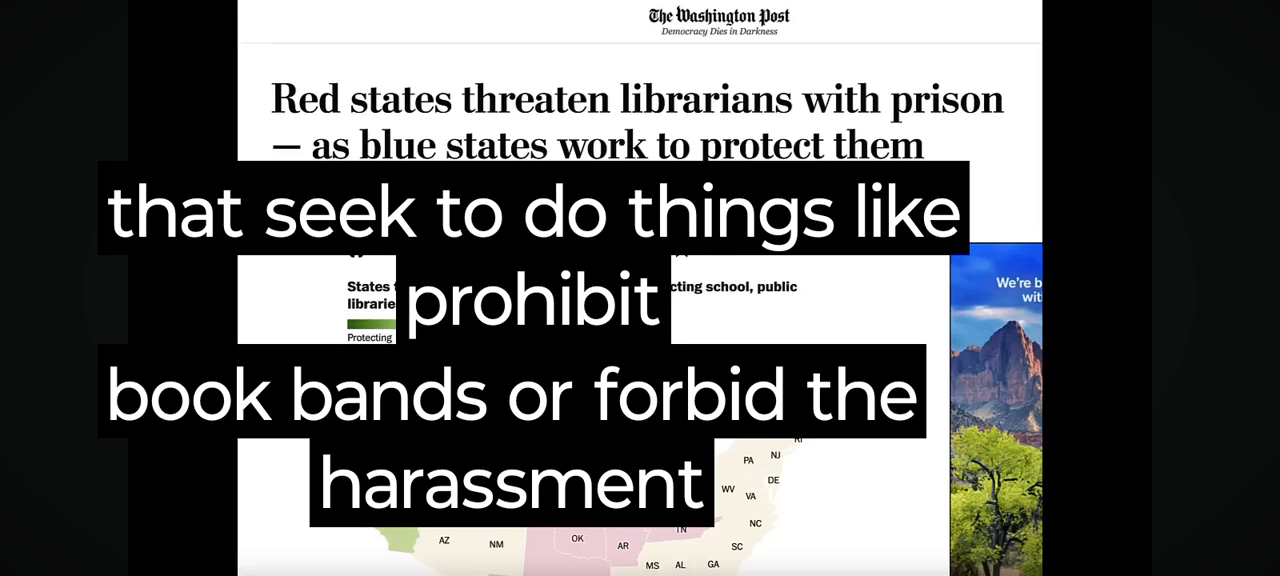 The Washington Post
Democracy Dies in Darkness
Red states threaten librarians with prison
— as blue states work to protect them
that seek to do things like
prohibit
book bands or forbid the
harassment
States
cting school, public
librarie
Protecting
We're b
wit
RI
PA NJ
DE
WV VA
NC
TN
AZ NM OK AR SC
MS AL GA